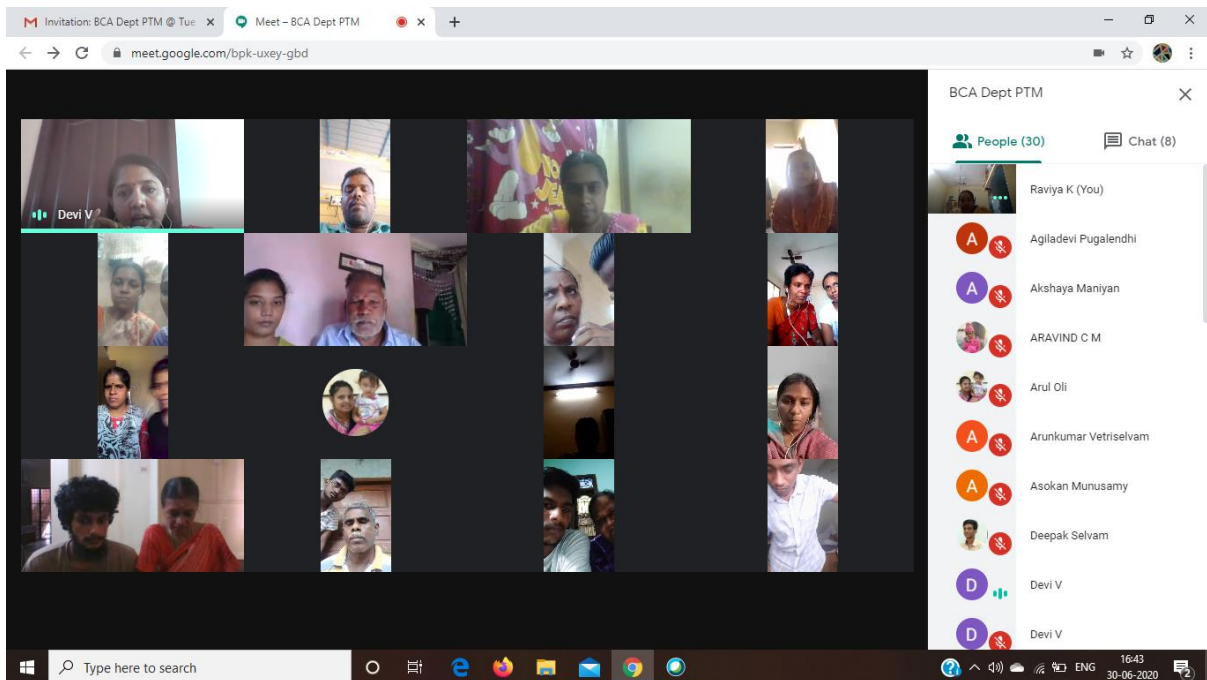 Invitation: BCA Dept PTM @ Tue
Meet – BCA Dept PTM
meet.google.com/bpk-uxey-gbd
BCA Dept PTM
People (30)
Chat (8)
Devi V
Raviya K (You)
A
Agiladevi Pugalendhi
A
Akshaya Maniyan
ARAVIND C M
Arul Oli
A
Arunkumar Vetriselvam
A
Asokan Munusamy
Deepak Selvam
D
Devi V
D
Devi V
Type here to search
ENG
16:43
30-06-2020
2